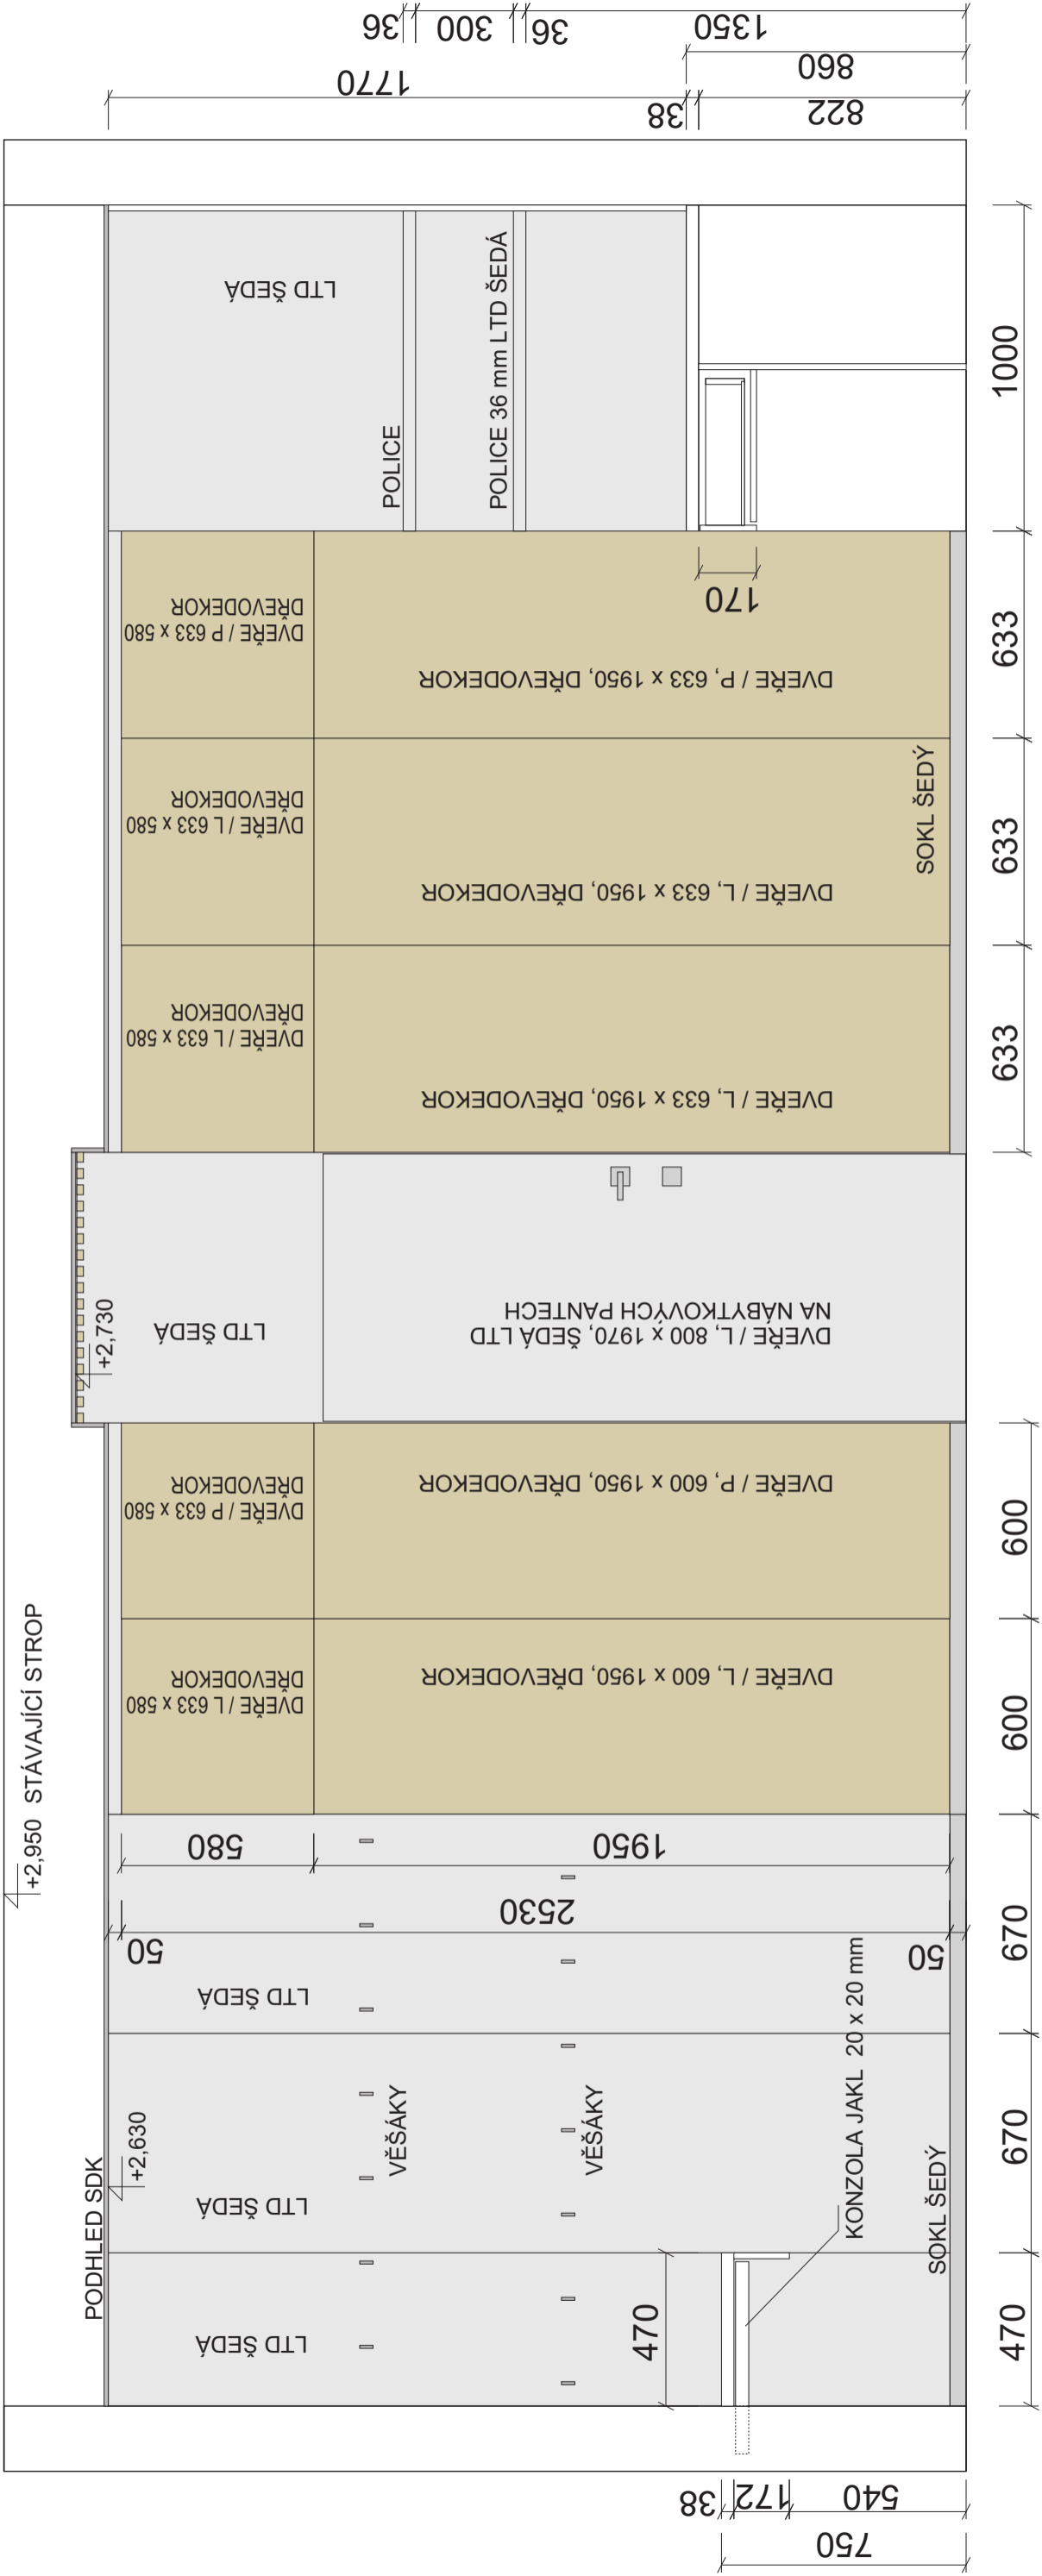 +2,950 STÁVAJÍCÍ STROP
PODHLED SDK
+2,630
+2,730
LTD ŠEDÁ
LTD ŠEDÁ
LTD ŠEDÁ
VĚŠÁKY
VĚŠÁKY
KONZOLA JAKL 20 x 20 mm
SOKL ŠEDÝ
470
50
2530
50
580
1950
DVEŘE / L 633 x 580
DŘEVODEKOR
DVEŘE / P 633 x 580
DŘEVODEKOR
DVEŘE / L, 600 x 1950, DŘEVODEKOR
DVEŘE / P, 600 x 1950, DŘEVODEKOR
LTD ŠEDÁ
DVEŘE / L, 800 x 1970, ŠEDÁ LTD
NA NÁBYTKOVÝCH PANTECH
DVEŘE / L 633 x 580
DŘEVODEKOR
DVEŘE / L 633 x 580
DŘEVODEKOR
DVEŘE / P 633 x 580
DŘEVODEKOR
DVEŘE / L, 633 x 1950, DŘEVODEKOR
DVEŘE / L, 633 x 1950, DŘEVODEKOR
DVEŘE / P, 633 x 1950, DŘEVODEKOR
SOKL ŠEDÝ
170
POLICE
POLICE 36 mm LTD ŠEDÁ
LTD ŠEDÁ
36
300
36
1350
1770
860
38
822
38
172
540
750
470
670
670
600
600
633
633
633
1000